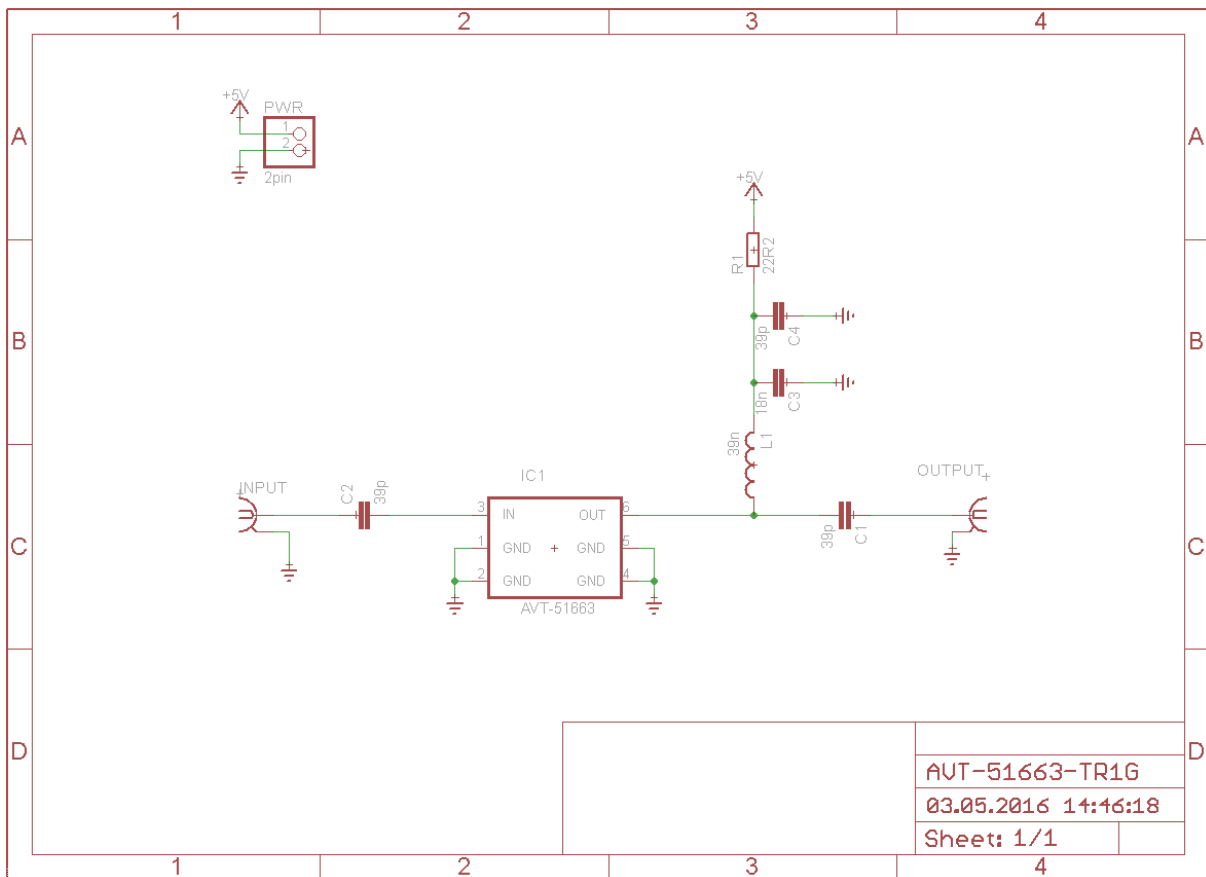 1 2 3 4
+5V
PWR
A A
1
2
2pin
+5V
R1
22R2
B B
39p
C4
18n
C3
39n
L1
IC1
OUTPUT
INPUT
C2
39p
3 IN OUT 6
1 GND GND 5
2 GND GND 4
C C
39p
C1
AVT-51663
D D
AVT-51663-TR1G
03.05.2016 14:46:18
Sheet: 1/1
1 2 3 4